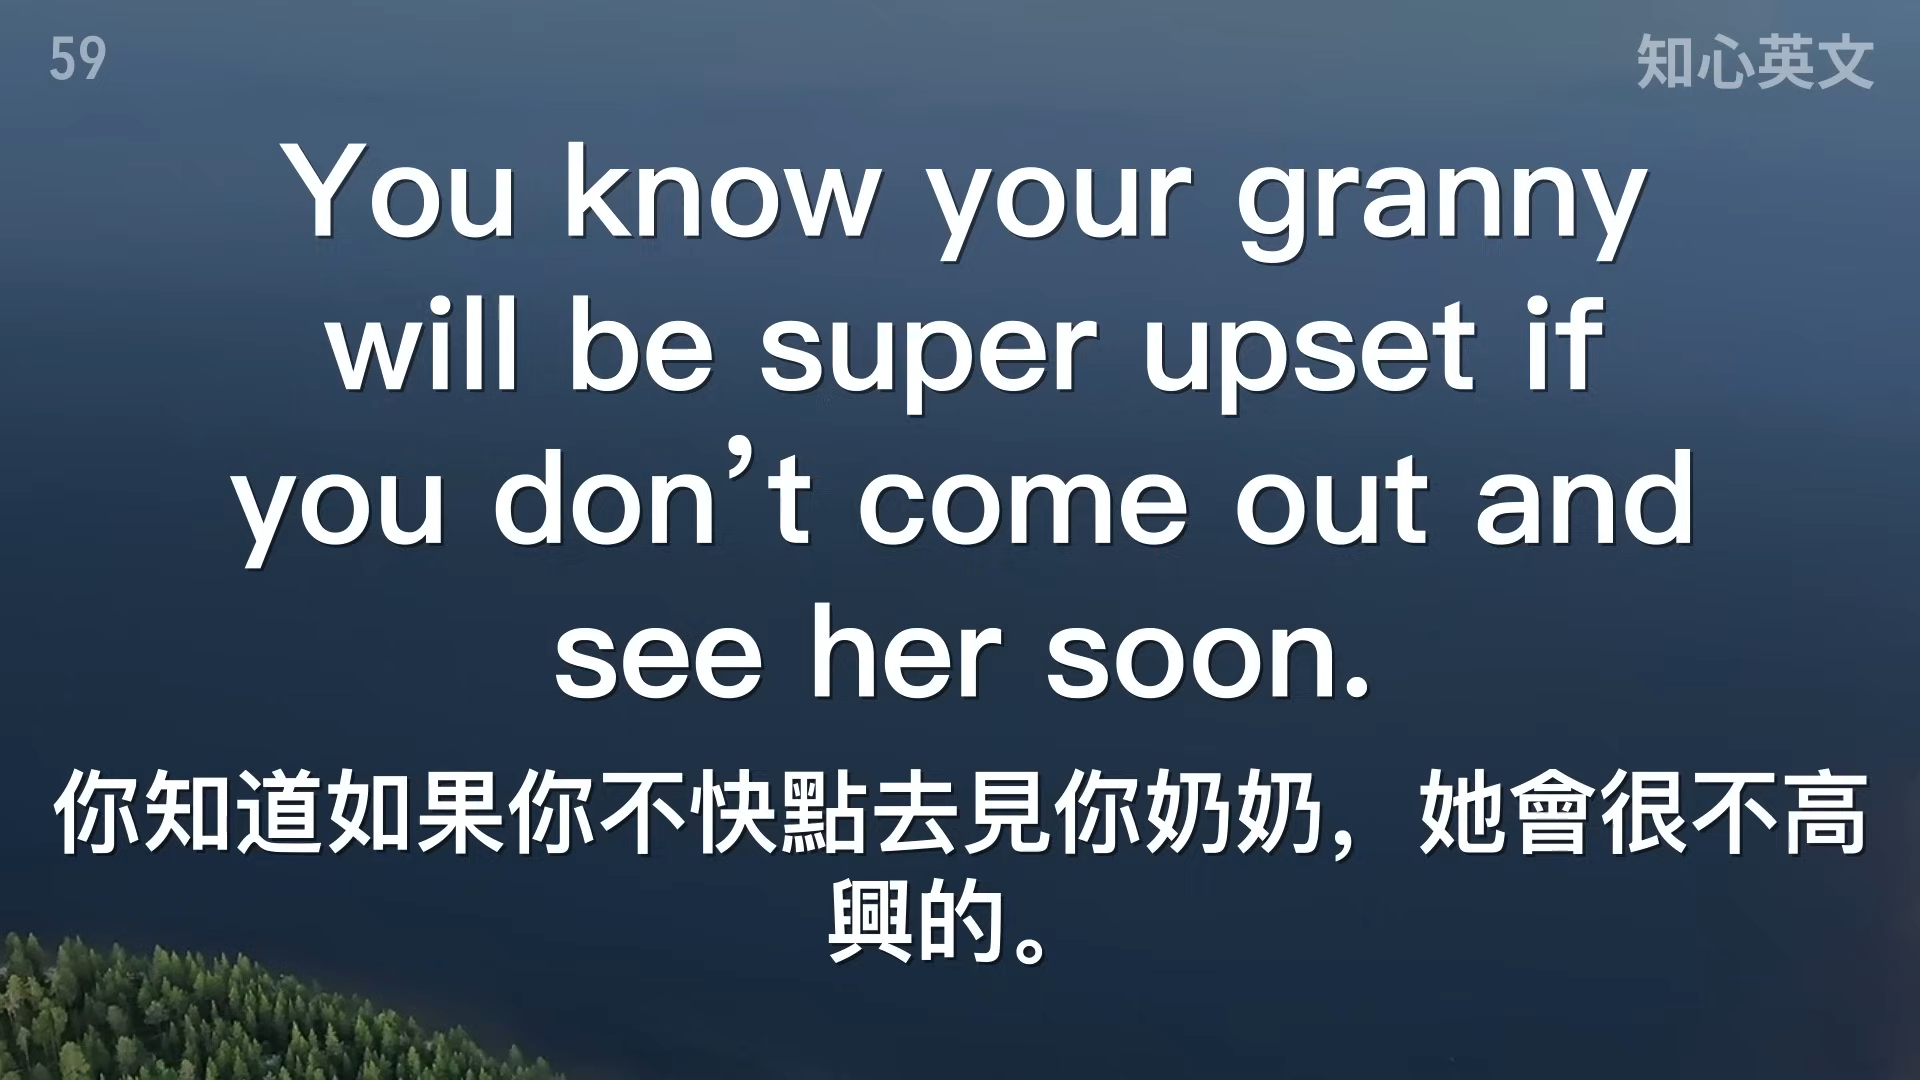 59
知心英文
You know your granny
will be super upset if
you don’t come out and
see her soon.
你知道如果你不快點去見你奶奶，她會很不高
興的。